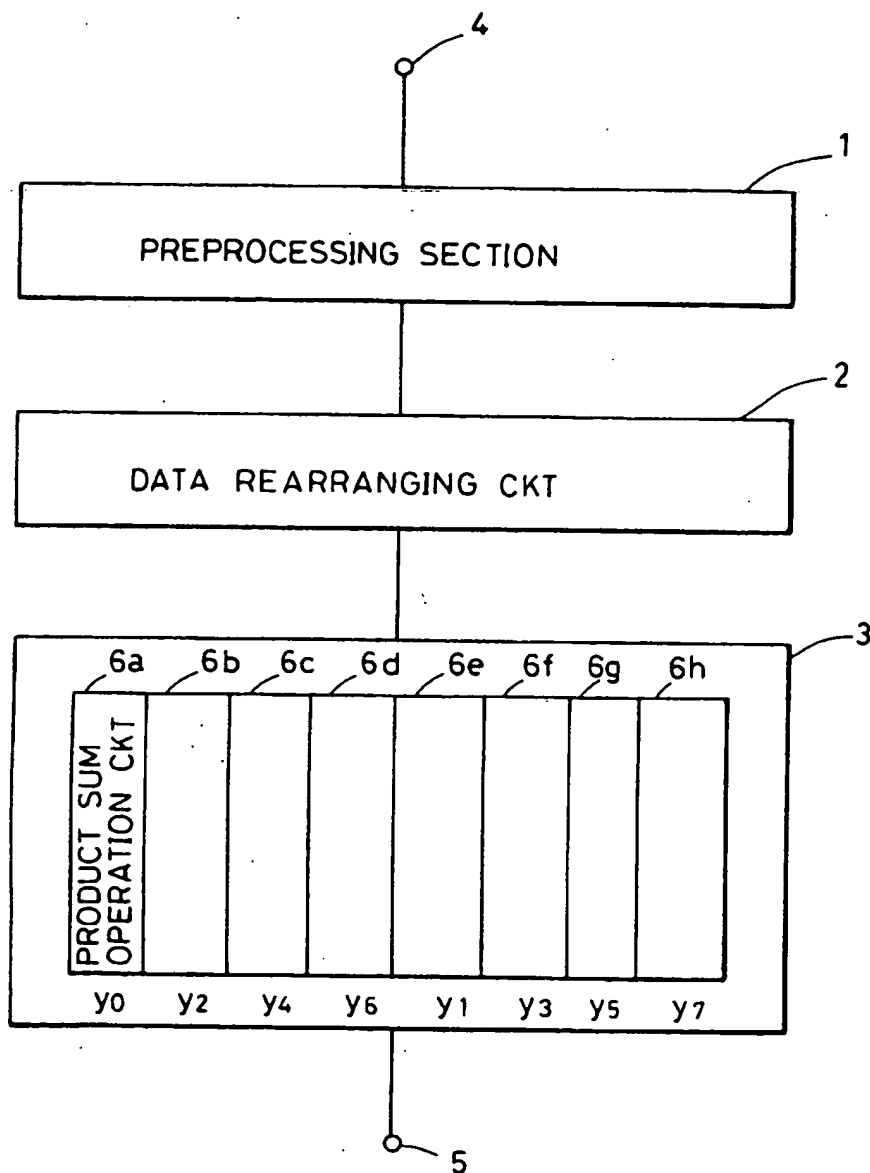 4
1
PREPROCESSING SECTION
2
DATA REARRANGING CKT
3
6a 6b 6c 6d 6e 6f 6g 6h
PRODUCT SUM
OPERATION CKT
y0 y2 y4 y6 y1 y3 y5 y7
5